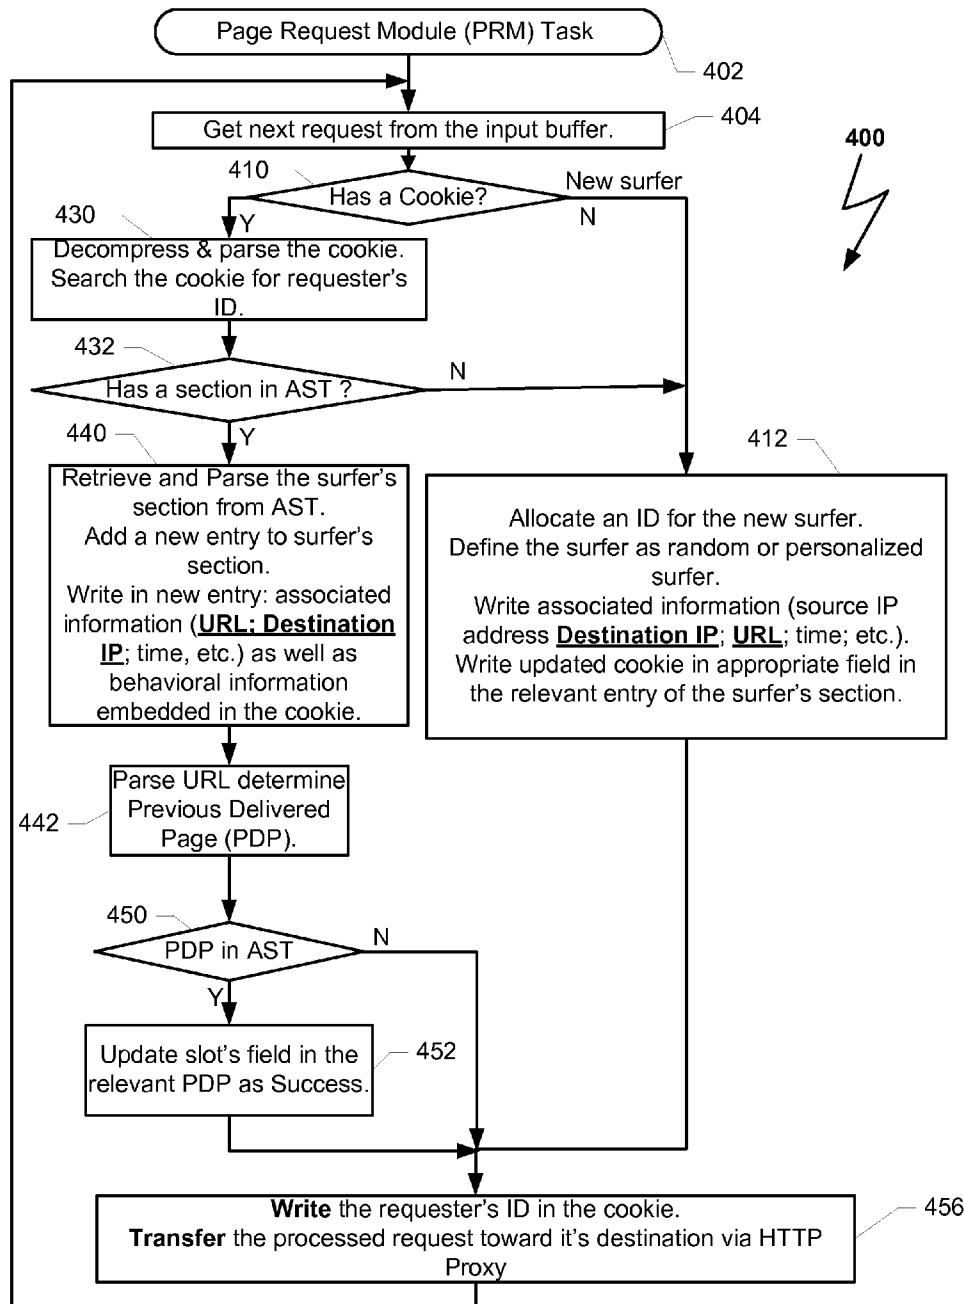 Page Request Module (PRM) Task
402
Get next request from the input buffer.
404
400
410
Has a Cookie?
New surfer
N
Y
430
Decompress & parse the cookie.
Search the cookie for requester's
ID.
432
Has a section in AST ?
N
Y
440
Retrieve and Parse the surfer's
section from AST.
Add a new entry to surfer's
section.
Write in new entry: associated
information (URL; Destination
IP; time, etc.) as well as
behavioral information
embedded in the cookie.
412
Allocate an ID for the new surfer.
Define the surfer as random or personalized
surfer.
Write associated information (source IP
address Destination IP; URL; time; etc.).
Write updated cookie in appropriate field in
the relevant entry of the surfer's section.
Parse URL determine
Previous Delivered
Page (PDP).
442
450
PDP in AST
N
Y
Update slot's field in the
relevant PDP as Success.
452
Write the requester's ID in the cookie.
Transfer the processed request toward it's destination via HTTP
Proxy
456